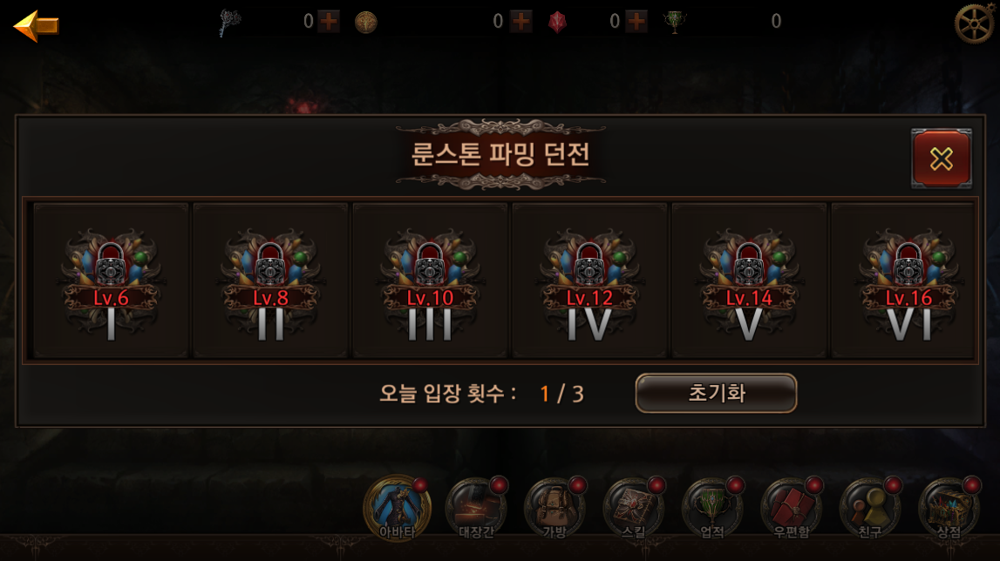 0 0 0 0
룬스톤 파밍 던전
Lv.6 Lv.8 Lv.10 Lv.12 Lv.14 Lv.16
I II III IV V VI
오늘 입장 횟수 : 1 / 3 초기화
아바타 대장간 가방 스킬 업적 우편함 친구 상점